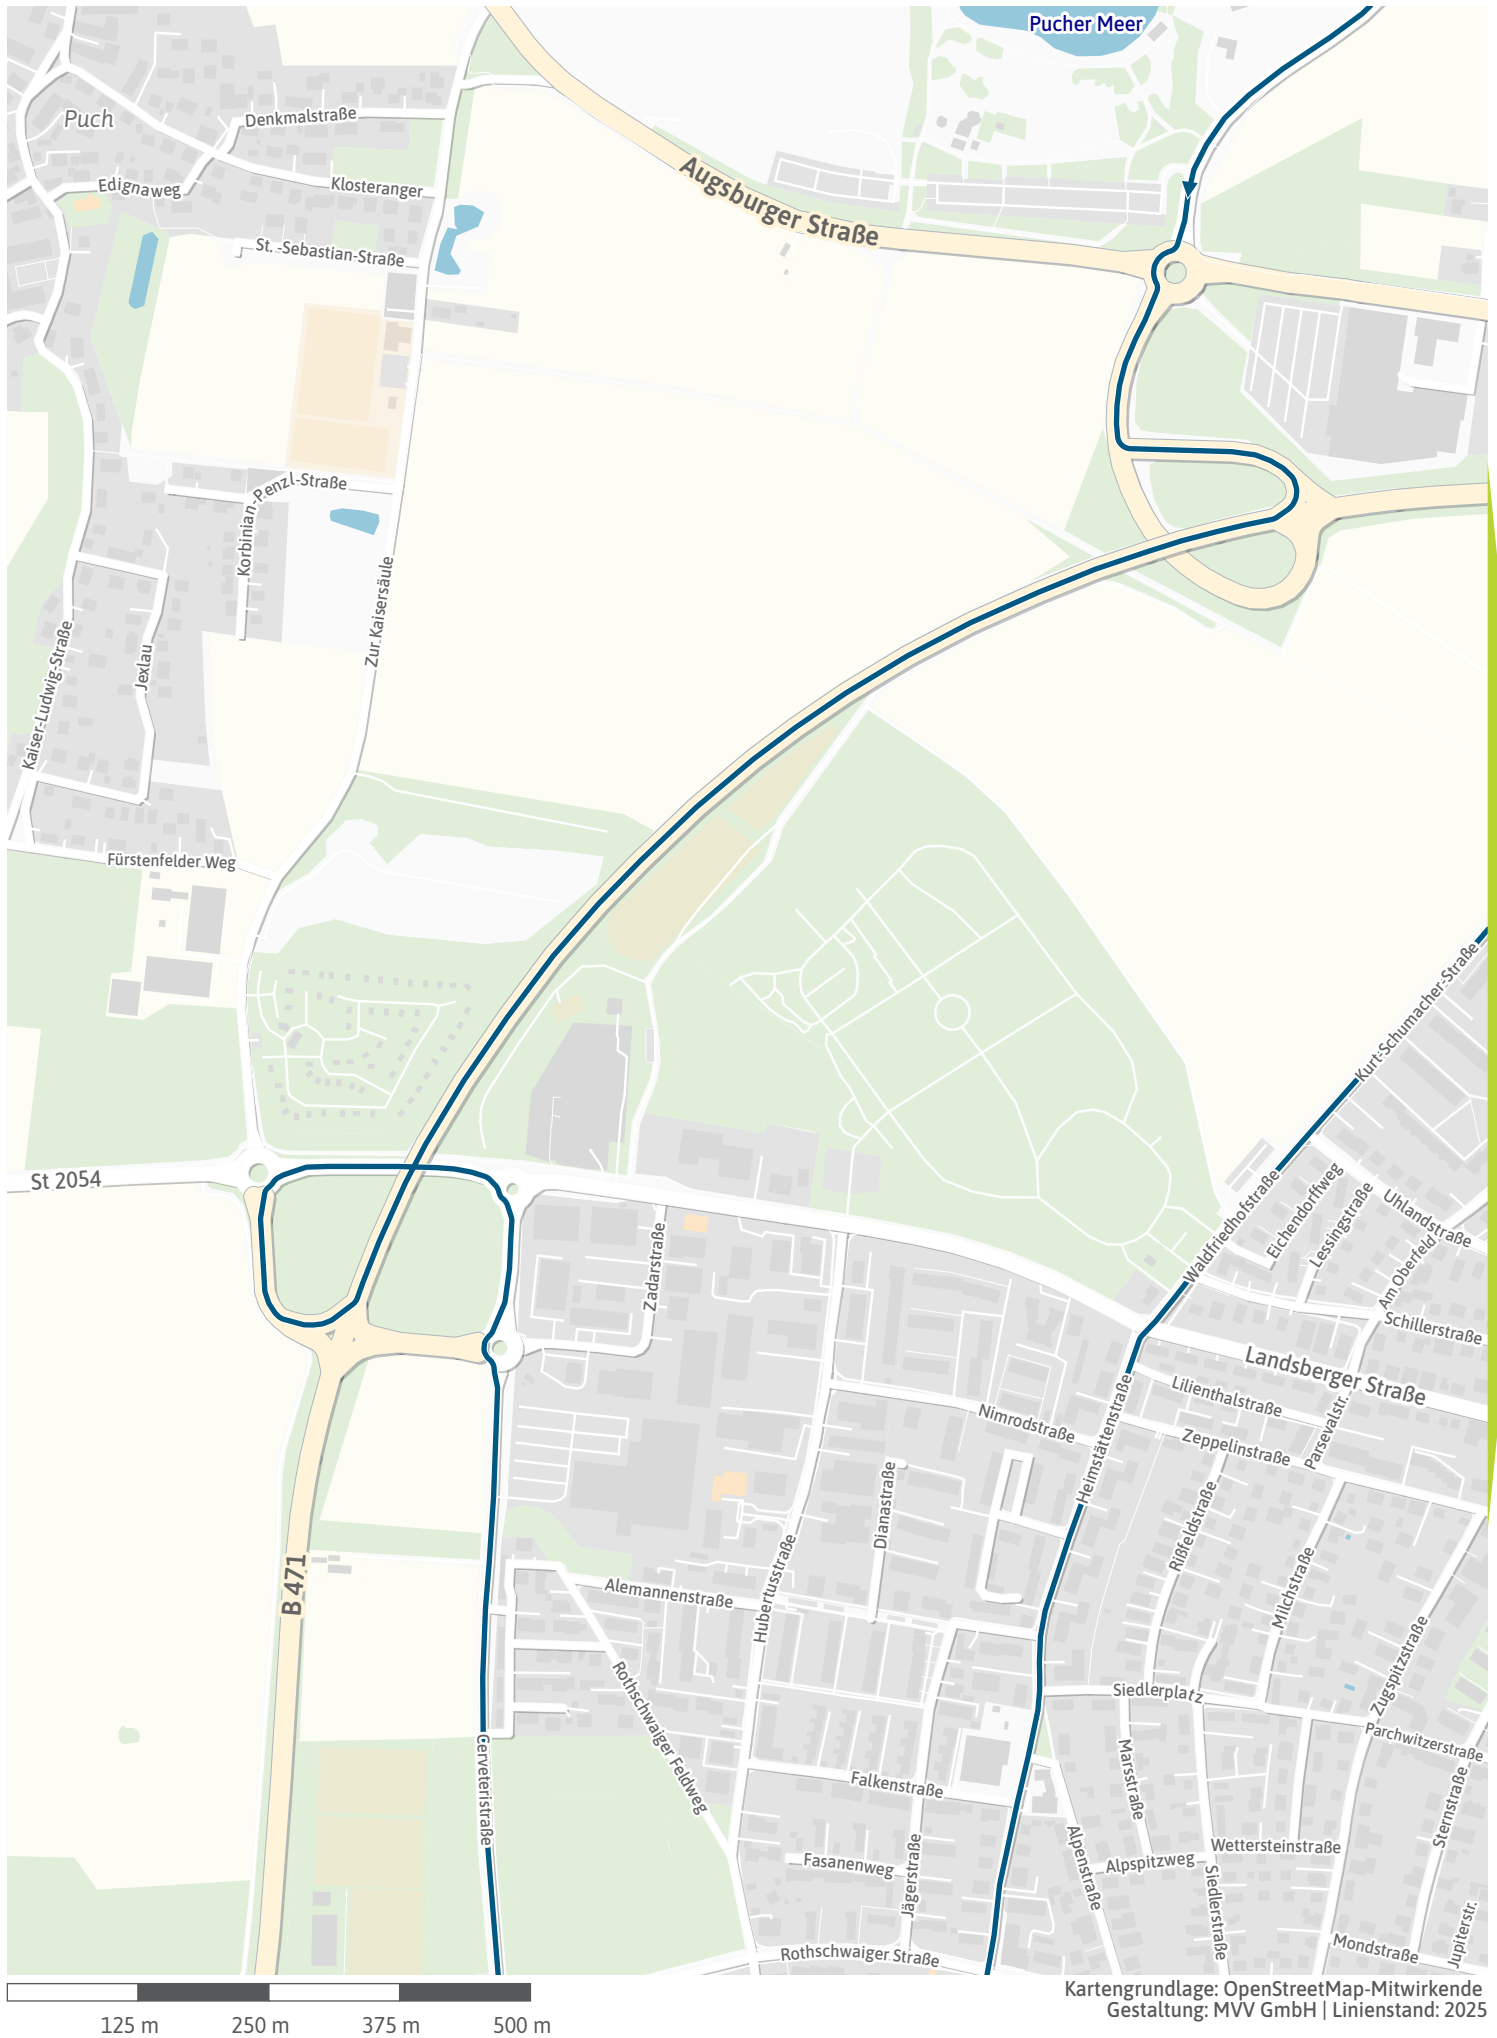 Pucher Meer
Puch
Denkmalstraße
Augsburger Straße
Edignaweg
Klosteranger
St.-Sebastian-Straße
Korbinian-Penzl-Straße
Zur Kaisersäule
Kaiser-Ludwig-Straße
Jexlau
Fürstenfelder Weg
Kurt-Schumacher-Straße
St 2054
Waldfriedhofstraße
Eichendorffweg
Lessingstraße
Uhlandstraße
Am Oberfeld
Zadarstraße
Schillerstraße
Landsberger Straße
Lilienthalstraße
Parsevalstr.
Nimrodstraße
Zeppelinstraße
Heimstättenstraße
Dianastraße
Rißfeldstraße
Milchstraße
B 471
Alemannenstraße
Hubertusstraße
Zugspitzstraße
Rothschwaiger Feldweg
Siedlerplatz
Parchwitzerstraße
Cerveteristraße
Marsstraße
Falkenstraße
Sternstraße
Alpenstraße
Wettersteinstraße
Alpspitzweg
Fasanenweg
Jägerstraße
Siedlerstraße
Jupiterstr.
Mondstraße
Rothschwaiger Straße
Kartengrundlage: OpenStreetMap-Mitwirkende
Gestaltung: MVV GmbH | Linienstand: 2025
125 m 250 m 375 m 500 m